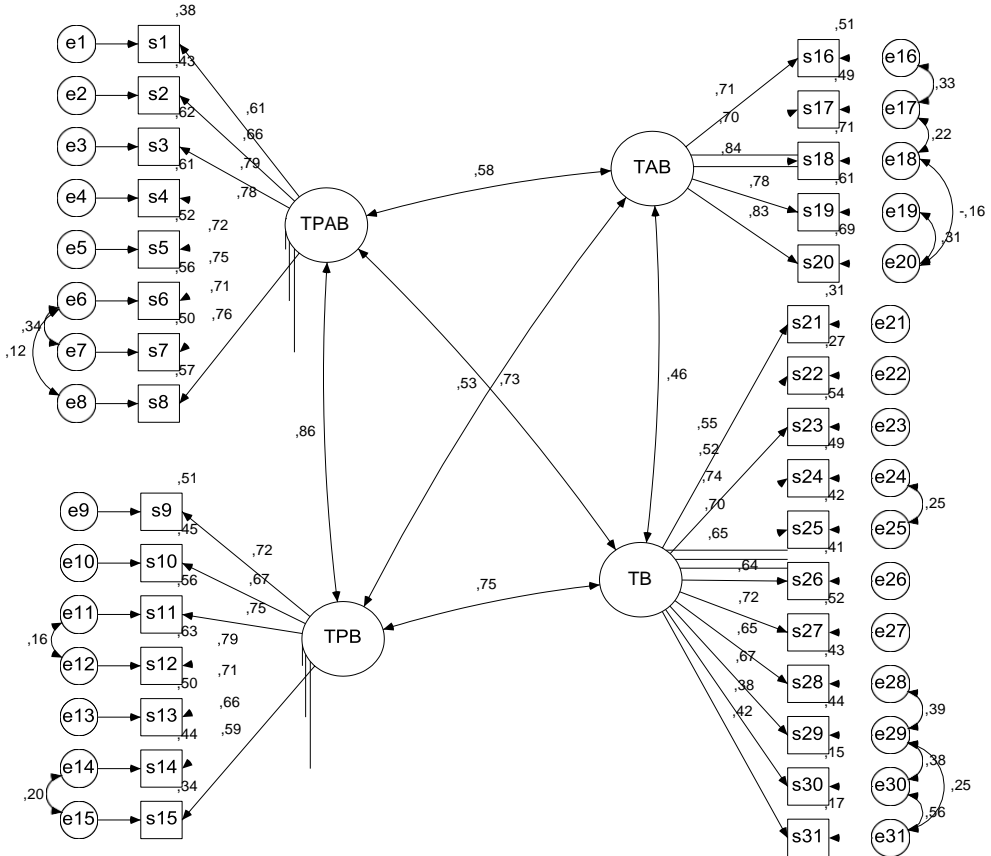 ,38
e1 s1
,43
e2 s2
,62
e3 s3
,61
e4 s4
,52
e5 s5
,56
e6 s6
,50
e7 s7
,57
e8 s8
,34
,12
,61
,66
,79
,78
,72
,75
,71
,76
TPAB
,58
TAB
,71
,70
,84
,78
,83
,51
s16 e16
,49
s17 e17
,71
s18 e18
,61
s19 e19
,69
s20 e20
,33
,22
-,16
,31
,86
,53
,73
,46
,51
e9 s9
,45
e10 s10
,56
e11 s11
,63
e12 s12
,50
e13 s13
,44
e14 s14
,34
e15 s15
,16
,20
,72
,67
,75
,79
,71
,66
,59
TPB
,75
TB
,55
,52
,74
,70
,65
,64
,72
,65
,67
,38
,42
,31
s21 e21
,27
s22 e22
,54
s23 e23
,49
s24 e24
,42
s25 e25
,41
s26 e26
,52
s27 e27
,43
s28 e28
,44
s29 e29
,15
s30 e30
,17
s31 e31
,25
,39
,38
,25
,56